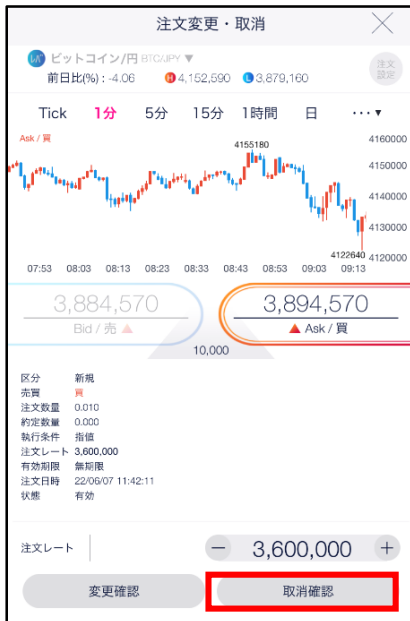 注文変更・取消
レバ ビットコイン/円 BTC/JPY ▼
注文設定
前日比(%) : -4.06 H 4,152,590 L 3,879,160
Tick 1分 5分 15分 1時間 日 ･･･▼
Ask / 買
4155180
4160000
4150000
4140000
4130000
4122640
4120000
07:53 08:03 08:13 08:23 08:33 08:43 08:53 09:03 09:13
3,884,570 3,894,570
Bid / 売 ▲ ▲ Ask / 買
10,000
区分 新規
売買 買
注文数量 0.010
約定数量 0.000
執行条件 指値
注文レート 3,600,000
有効期限 無期限
注文日時 22/06/07 11:42:11
状態 有効
注文レート − 3,600,000 +
変更確認 取消確認